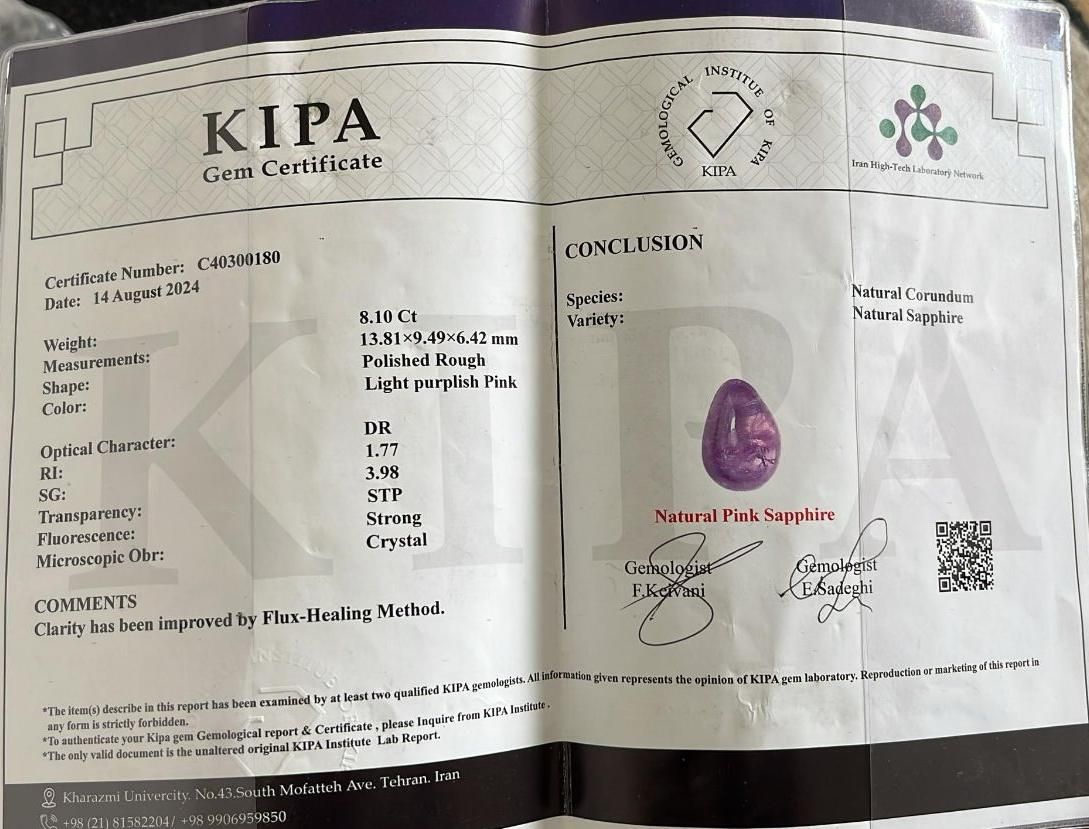 KIPA
Gem Certificate
GEMOLOGICAL INSTITUE OF KIPA
KIPA
Iran High-Tech Laboratory Network
Certificate Number: C40300180
Date: 14 August 2024
Weight: 8.10 Ct
Measurements: 13.81×9.49×6.42 mm
Shape: Polished Rough
Color: Light purplish Pink
Optical Character: DR
RI: 1.77
SG: 3.98
Transparency: STP
Fluorescence: Strong
Microscopic Obr: Crystal
COMMENTS
Clarity has been improved by Flux-Healing Method.
CONCLUSION
Species: Natural Corundum
Variety: Natural Sapphire
Natural Pink Sapphire
Gemologist Gemologist
F.Keivani E.Sadeghi
*The item(s) describe in this report has been examined by at least two qualified KIPA gemologists. All information given represents the opinion of KIPA gem laboratory. Reproduction or marketing of this report in
any form is strictly forbidden.
*To authenticate your Kipa gem Gemological report & Certificate , please Inquire from KIPA Institute .
*The only valid document is the unaltered original KIPA Institute Lab Report.
Kharazmi Univercity. No.43.South Mofatteh Ave. Tehran. Iran
+98 (21) 81582204/ +98 9906959850